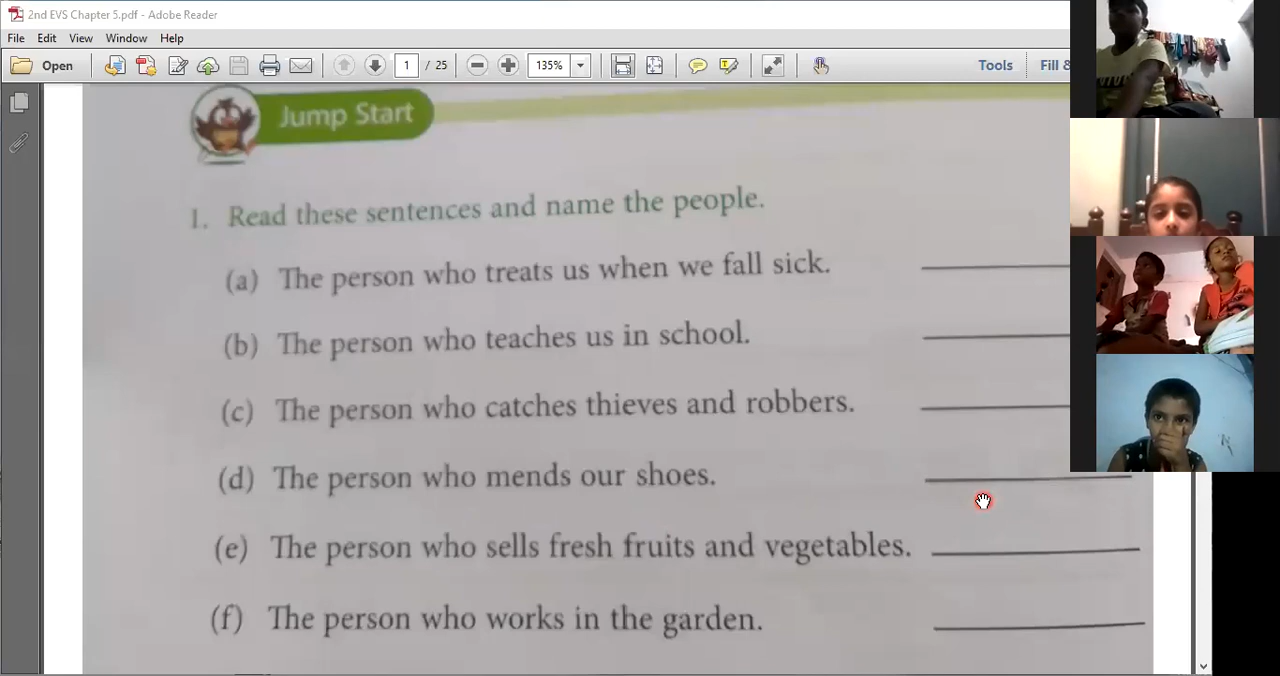 2nd EVS Chapter 5.pdf - Adobe Reader
File Edit View Window Help
Open 1 / 25 135% Tools Fill &
Jump Start
1. Read these sentences and name the people.
(a) The person who treats us when we fall sick.
(b) The person who teaches us in school.
(c) The person who catches thieves and robbers.
(d) The person who mends our shoes.
(e) The person who sells fresh fruits and vegetables.
(f) The person who works in the garden.